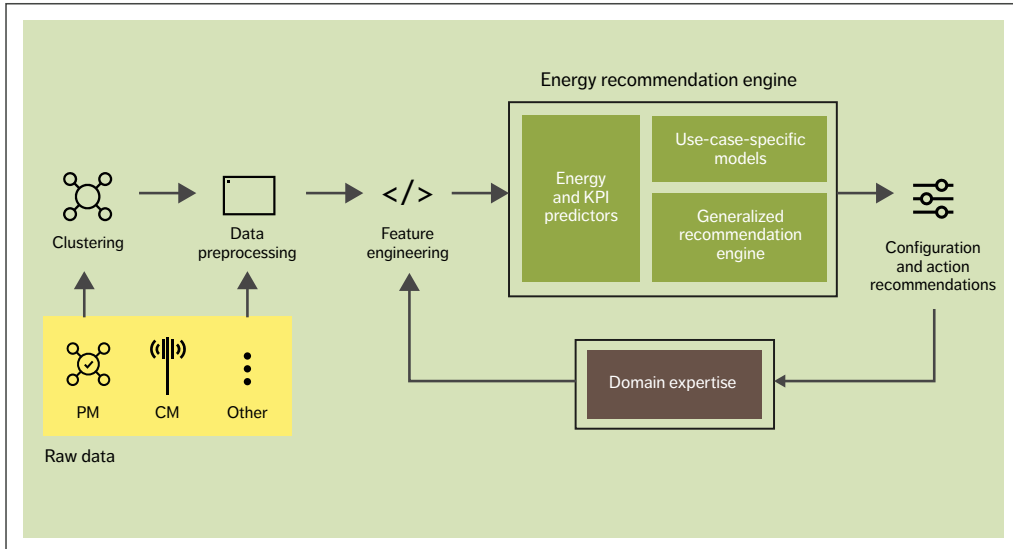 Energy recommendation engine
Energy
and KPI
predictors
Use-case-specific
models
Generalized
recommendation
engine
Clustering
Data
preprocessing
</>
Feature
engineering
Configuration
and action
recommendations
Domain expertise
PM
CM
Other
Raw data